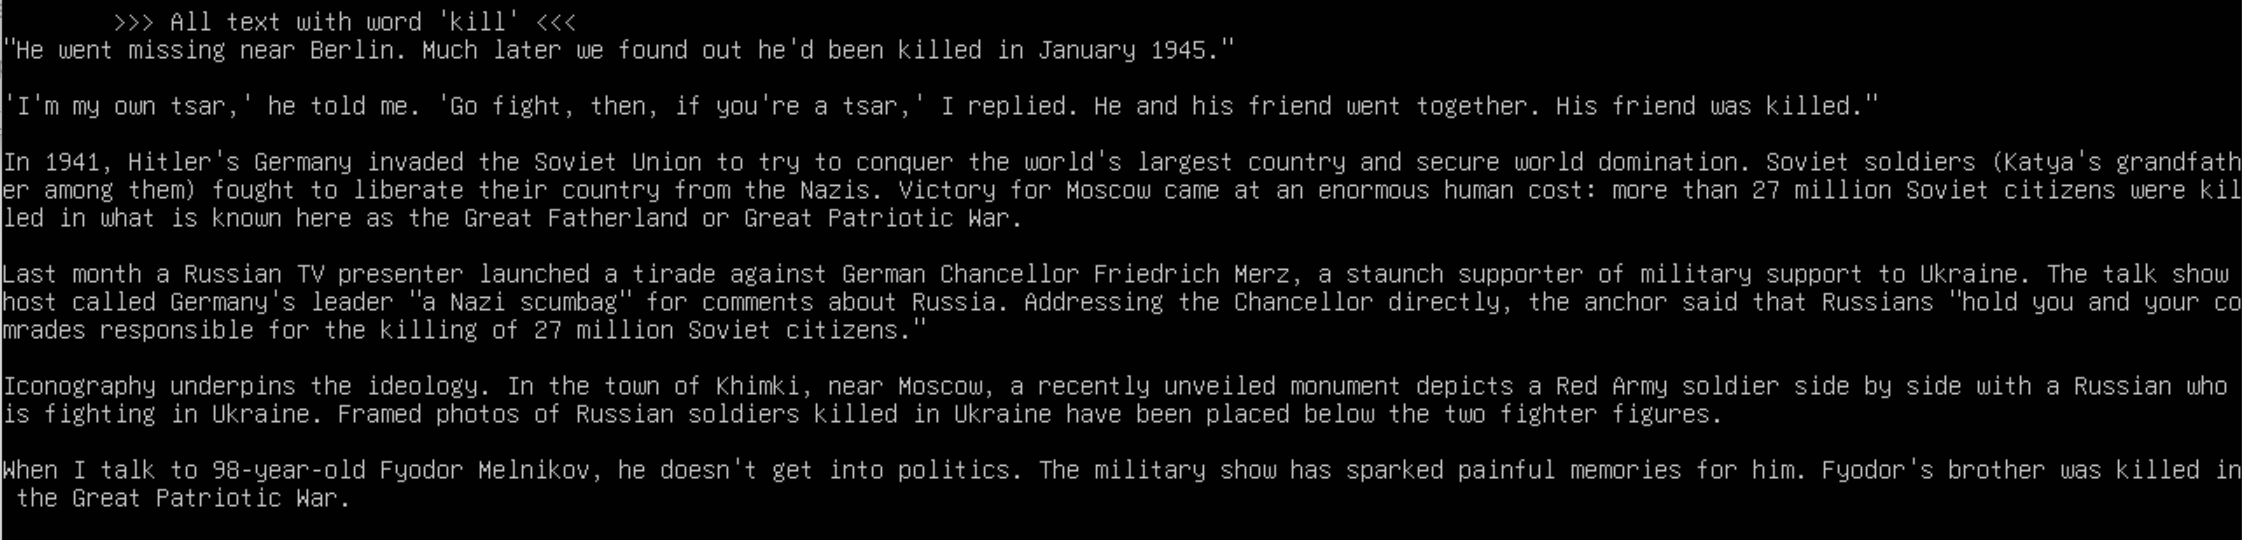 >>> All text with word 'kill' <<<
"He went missing near Berlin. Much later we found out he'd been killed in January 1945."
'I'm my own tsar,' he told me. 'Go fight, then, if you're a tsar,' I replied. He and his friend went together. His friend was killed."
In 1941, Hitler's Germany invaded the Soviet Union to try to conquer the world's largest country and secure world domination. Soviet soldiers (Katya's grandfath
er among them) fought to liberate their country from the Nazis. Victory for Moscow came at an enormous human cost: more than 27 million Soviet citizens were kil
led in what is known here as the Great Fatherland or Great Patriotic War.
Last month a Russian TV presenter launched a tirade against German Chancellor Friedrich Merz, a staunch supporter of military support to Ukraine. The talk show
host called Germany's leader "a Nazi scumbag" for comments about Russia. Addressing the Chancellor directly, the anchor said that Russians "hold you and your co
mrades responsible for the killing of 27 million Soviet citizens."
Iconography underpins the ideology. In the town of Khimki, near Moscow, a recently unveiled monument depicts a Red Army soldier side by side with a Russian who
is fighting in Ukraine. Framed photos of Russian soldiers killed in Ukraine have been placed below the two fighter figures.
When I talk to 98-year-old Fyodor Melnikov, he doesn't get into politics. The military show has sparked painful memories for him. Fyodor's brother was killed in
the Great Patriotic War.